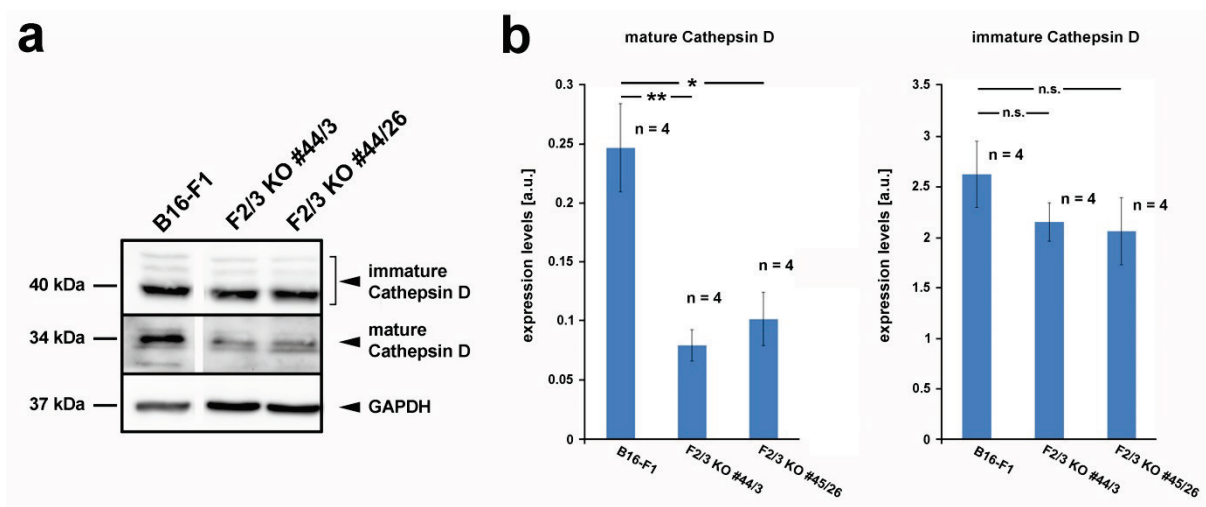 a
B16-F1
F2/3 KO #44/3
F2/3 KO #44/26
40 kDa
immature
Cathepsin D
34 kDa
mature
Cathepsin D
37 kDa
GAPDH
b
mature Cathepsin D
expression levels [a.u.]
0.3
0.25
0.2
0.15
0.1
0.05
0
*
**
n = 4
n = 4
n = 4
B16-F1
F2/3 KO #44/3
F2/3 KO #45/26
immature Cathepsin D
expression levels [a.u.]
3.5
3
2.5
2
1.5
1
0.5
0
n.s.
n.s.
n = 4
n = 4
n = 4
B16-F1
F2/3 KO #44/3
F2/3 KO #45/26